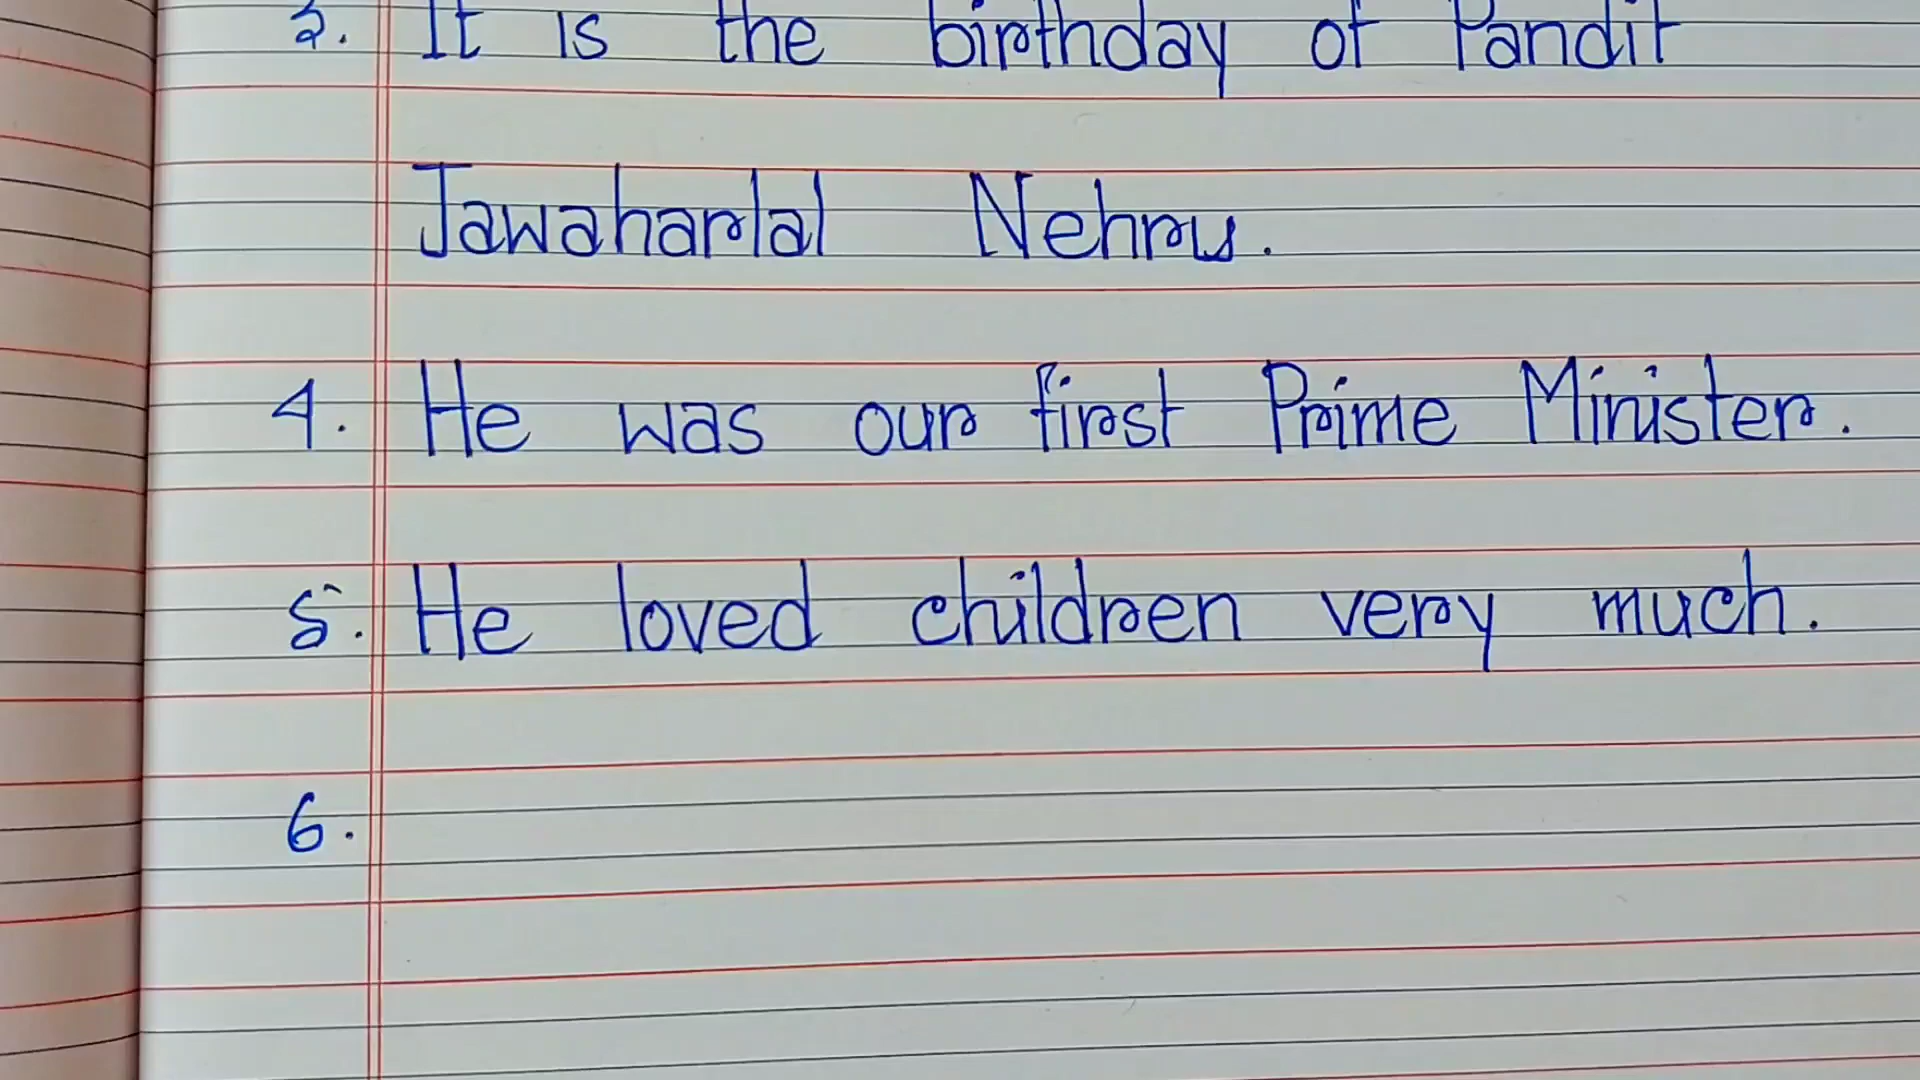 3. It is the birthday of Pandit
Jawaharlal Nehru.
4. He was our first Prime Minister.
5. He loved children very much.
6.